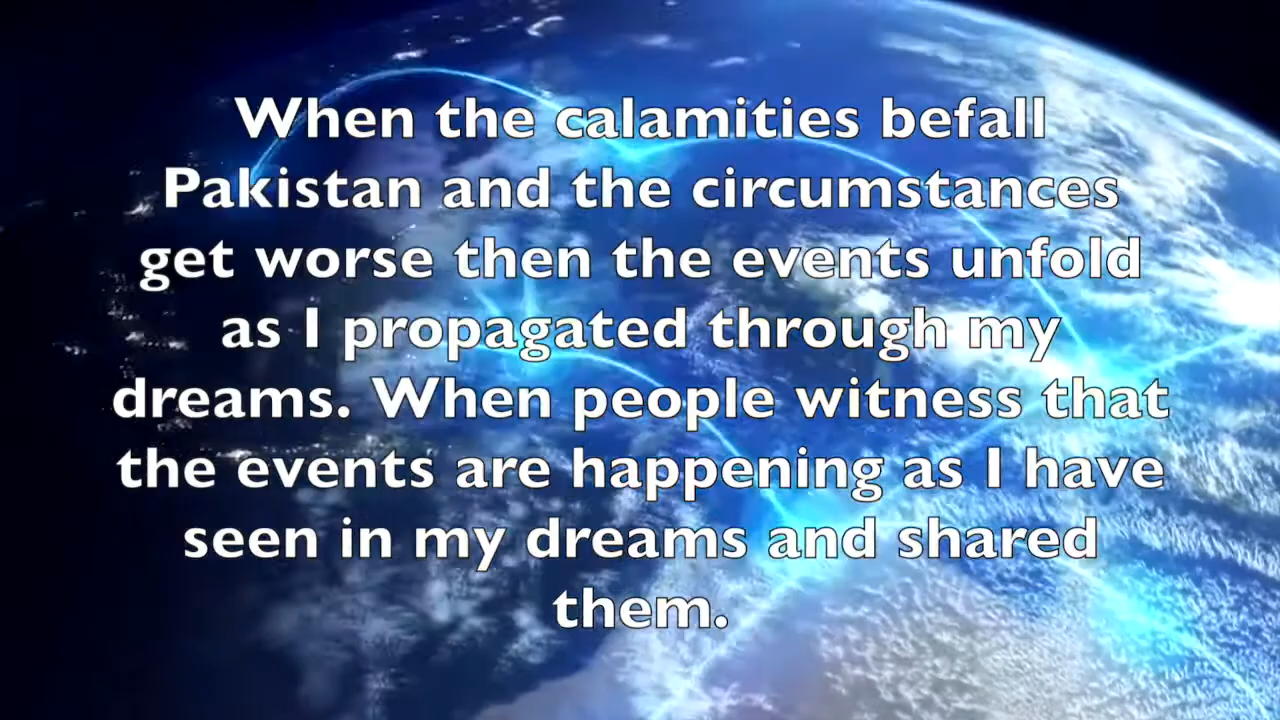 When the calamities befall
Pakistan and the circumstances
get worse then the events unfold
as I propagated through my
dreams. When people witness that
the events are happening as I have
seen in my dreams and shared
them.